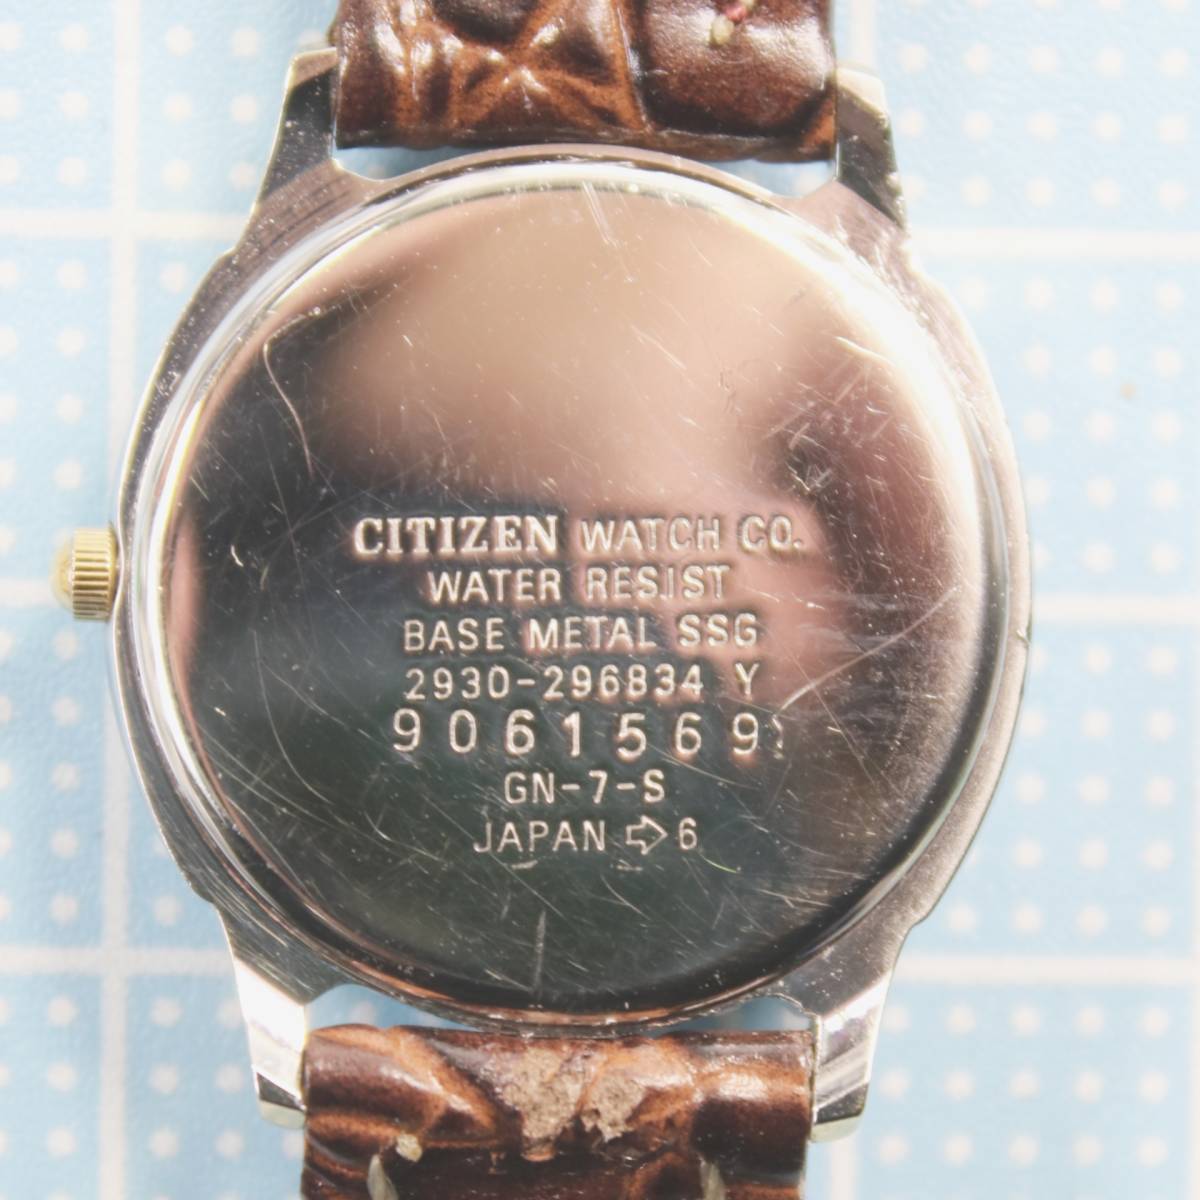 CITIZEN WATCH CO.
WATER RESIST
BASE METAL SSG
2930-296834 Y
9061569
GN-7-S
JAPAN ⇨6